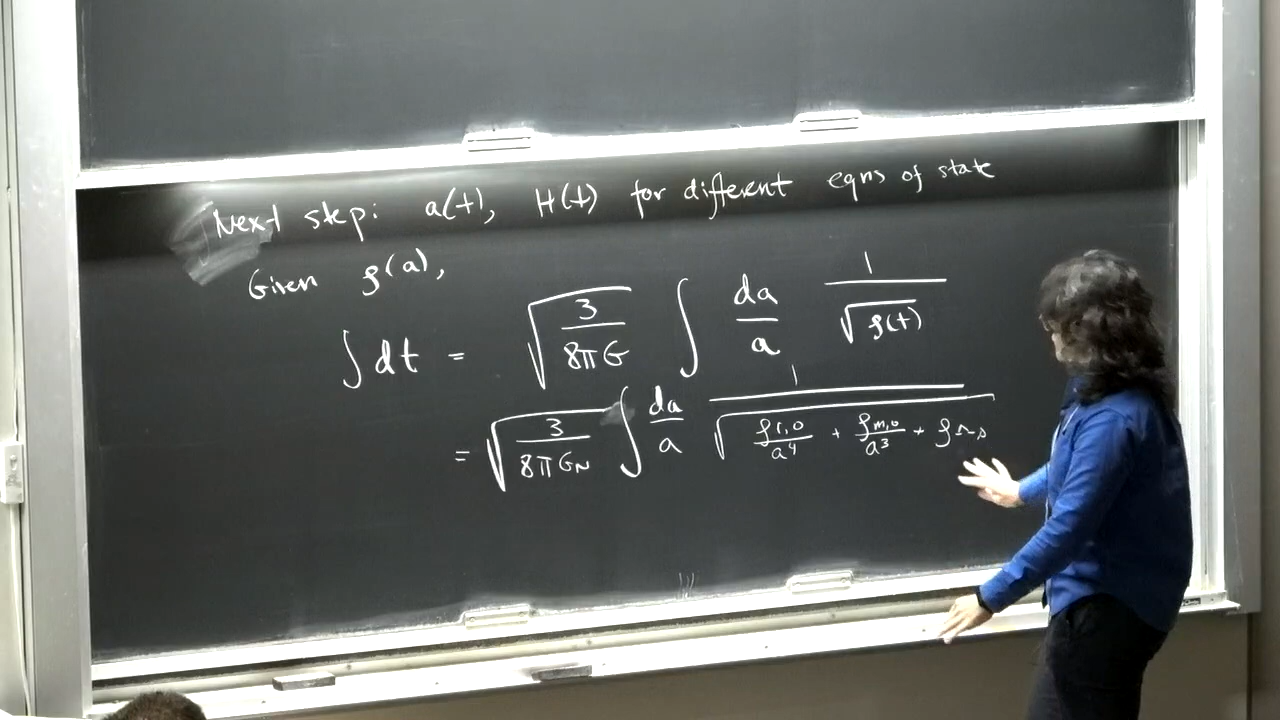 Next step: a(t), H(t) for different eqns of state
Given ρ(a),
∫ dt = √(3/8πG) ∫ da/a 1/√ρ(t)
= √(3/8πG_N) ∫ da/a 1/√(ρ_r,0/a⁴ + ρ_m,0/a³ + ρ_Λ,0)